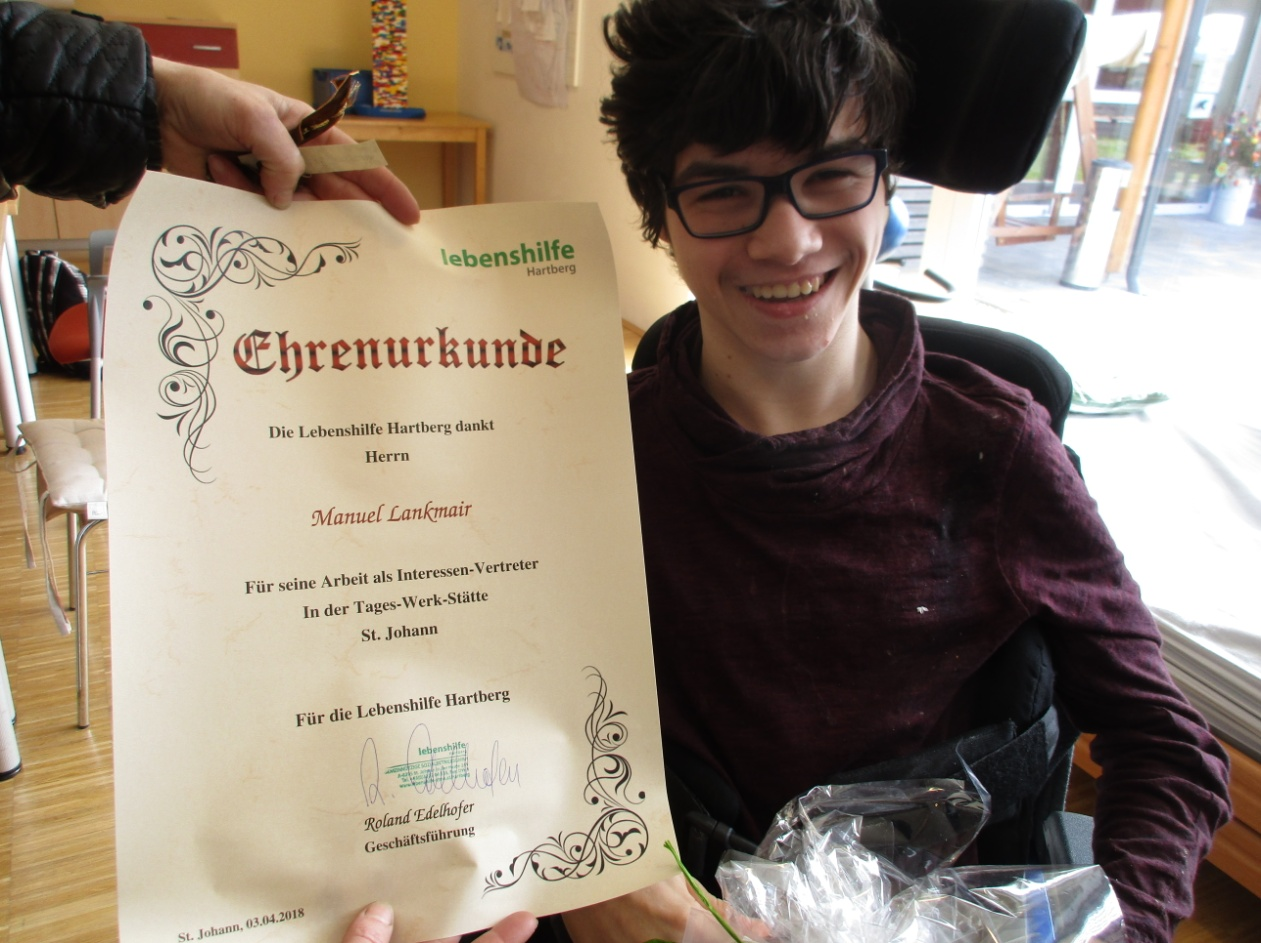 lebenshilfe
Hartberg
Ehrenurkunde
Die Lebenshilfe Hartberg dankt
Herrn
Manuel Lankmair
Für seine Arbeit als Interessen-Vertreter
In der Tages-Werk-Stätte
St. Johann
Für die Lebenshilfe Hartberg
lebenshilfe
Roland Edelhofer
Geschäftsführung
St. Johann, 03.04.2018